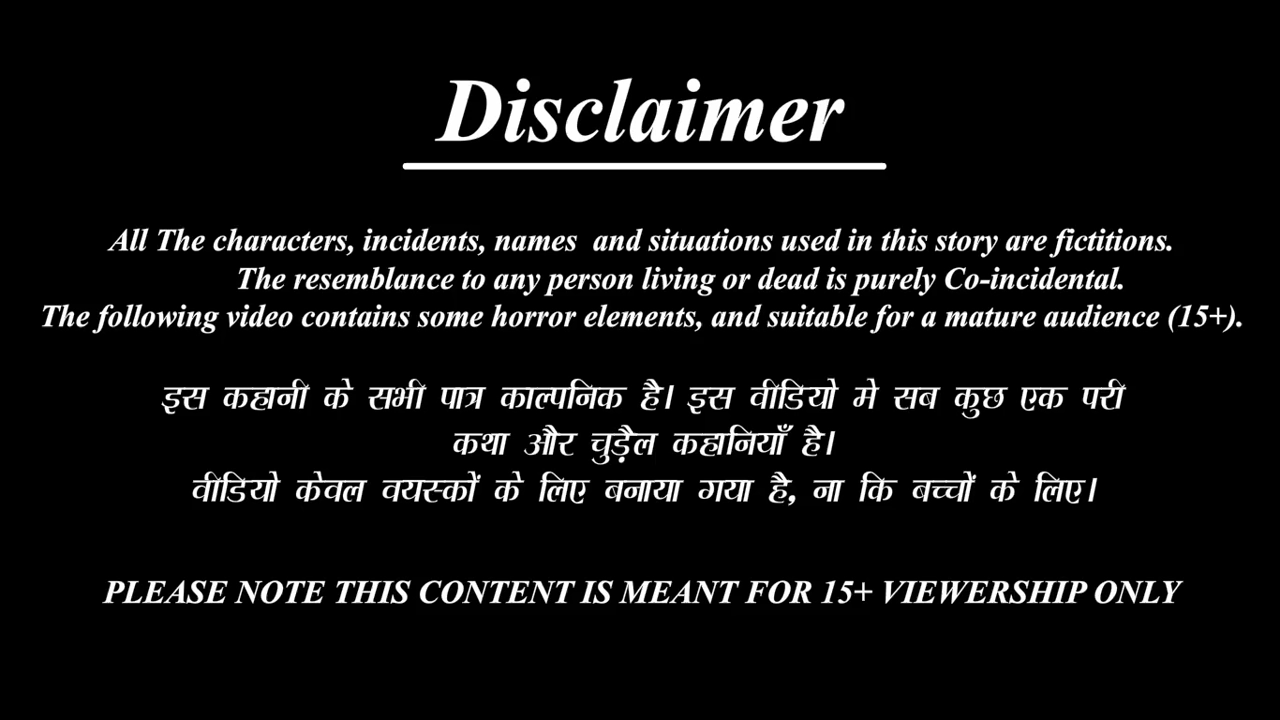 Disclaimer
All The characters, incidents, names and situations used in this story are fictitions.
The resemblance to any person living or dead is purely Co-incidental.
The following video contains some horror elements, and suitable for a mature audience (15+).
इस कहानी के सभी पात्र काल्पनिक है। इस वीडियो मे सब कुछ एक परी
कथा और चुड़ैल कहानियाँ है।
वीडियो केवल वयस्कों के लिए बनाया गया है, ना कि बच्चों के लिए।
PLEASE NOTE THIS CONTENT IS MEANT FOR 15+ VIEWERSHIP ONLY